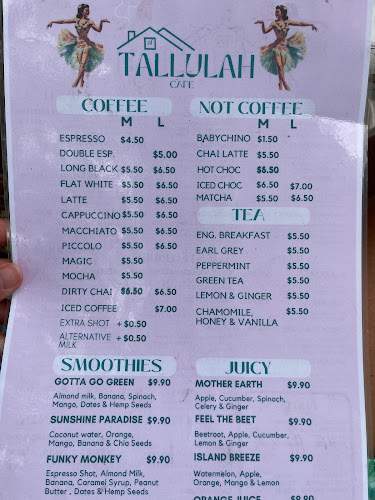 TALLULAH
CAFE
COFFEE
M L
ESPRESSO $4.50
DOUBLE ESP. $5.00
LONG BLACK $5.50 $6.50
FLAT WHITE $5.50 $6.50
LATTE $5.50 $6.50
CAPPUCCINO $5.50 $6.50
MACCHIATO $5.50 $6.50
PICCOLO $5.50 $6.50
MAGIC $5.50
MOCHA $5.50
DIRTY CHAI $6.50 $6.50
ICED COFFEE $7.00
EXTRA SHOT + $0.50
ALTERNATIVE + $0.50
MILK
NOT COFFEE
M L
BABYCHINO $1.50
CHAI LATTE $5.50
HOT CHOC $6.50
ICED CHOC $6.50 $7.00
MATCHA $5.50 $6.50
TEA
ENG. BREAKFAST $5.50
EARL GREY $5.50
PEPPERMINT $5.50
GREEN TEA $5.50
LEMON & GINGER $5.50
CHAMOMILE, $5.50
HONEY & VANILLA
SMOOTHIES
GOTTA GO GREEN $9.90
Almond milk, Banana, Spinach,
Mango, Dates & Hemp Seeds
SUNSHINE PARADISE $9.90
Coconut water, Orange,
Mango, Banana & Chia Seeds
FUNKY MONKEY $9.90
Espresso Shot, Almond Milk,
Banana, Caramel Syrup, Peanut
Butter , Dates & Hemp Seeds
JUICY
MOTHER EARTH $9.90
Apple, Cucumber, Spinach,
Celery & Ginger
FEEL THE BEET $9.90
Beetroot, Apple, Cucumber,
Lemon & Ginger
ISLAND BREEZE $9.90
Watermelon, Apple,
Orange, Mango & Lemon
ORANGE JUICE